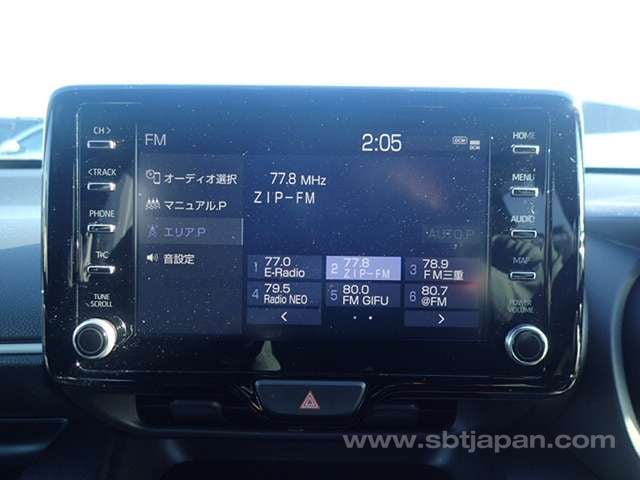 CH >
< TRACK
PHONE
T·C
TUNE
SCROLL
FM
2:05
DCM
オーディオ選択
マニュアル.P
エリア.P
音設定
77.8 MHz
ZIP-FM
AUTO.P
1 77.0 E-Radio
2 77.8 ZIP-FM
3 78.9 FM三重
4 79.5 Radio NEO
5 80.0 FM GIFU
6 80.7 @FM
<
>
HOME
MENU
AUDIO
MAP
POWER
VOLUME
www.sbtjapan.com